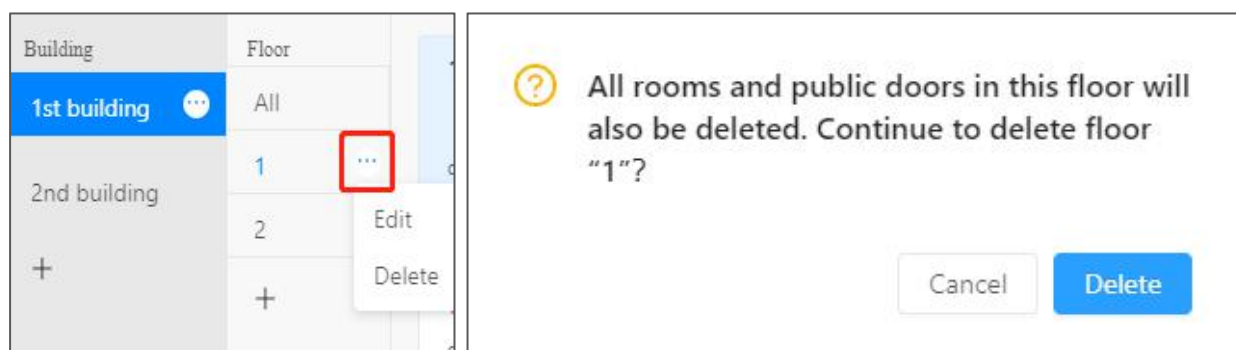 Building
Floor
1st building
All
1
2nd building
2
Edit
Delete
+
+
All rooms and public doors in this floor will
also be deleted. Continue to delete floor
“1”?
Cancel
Delete